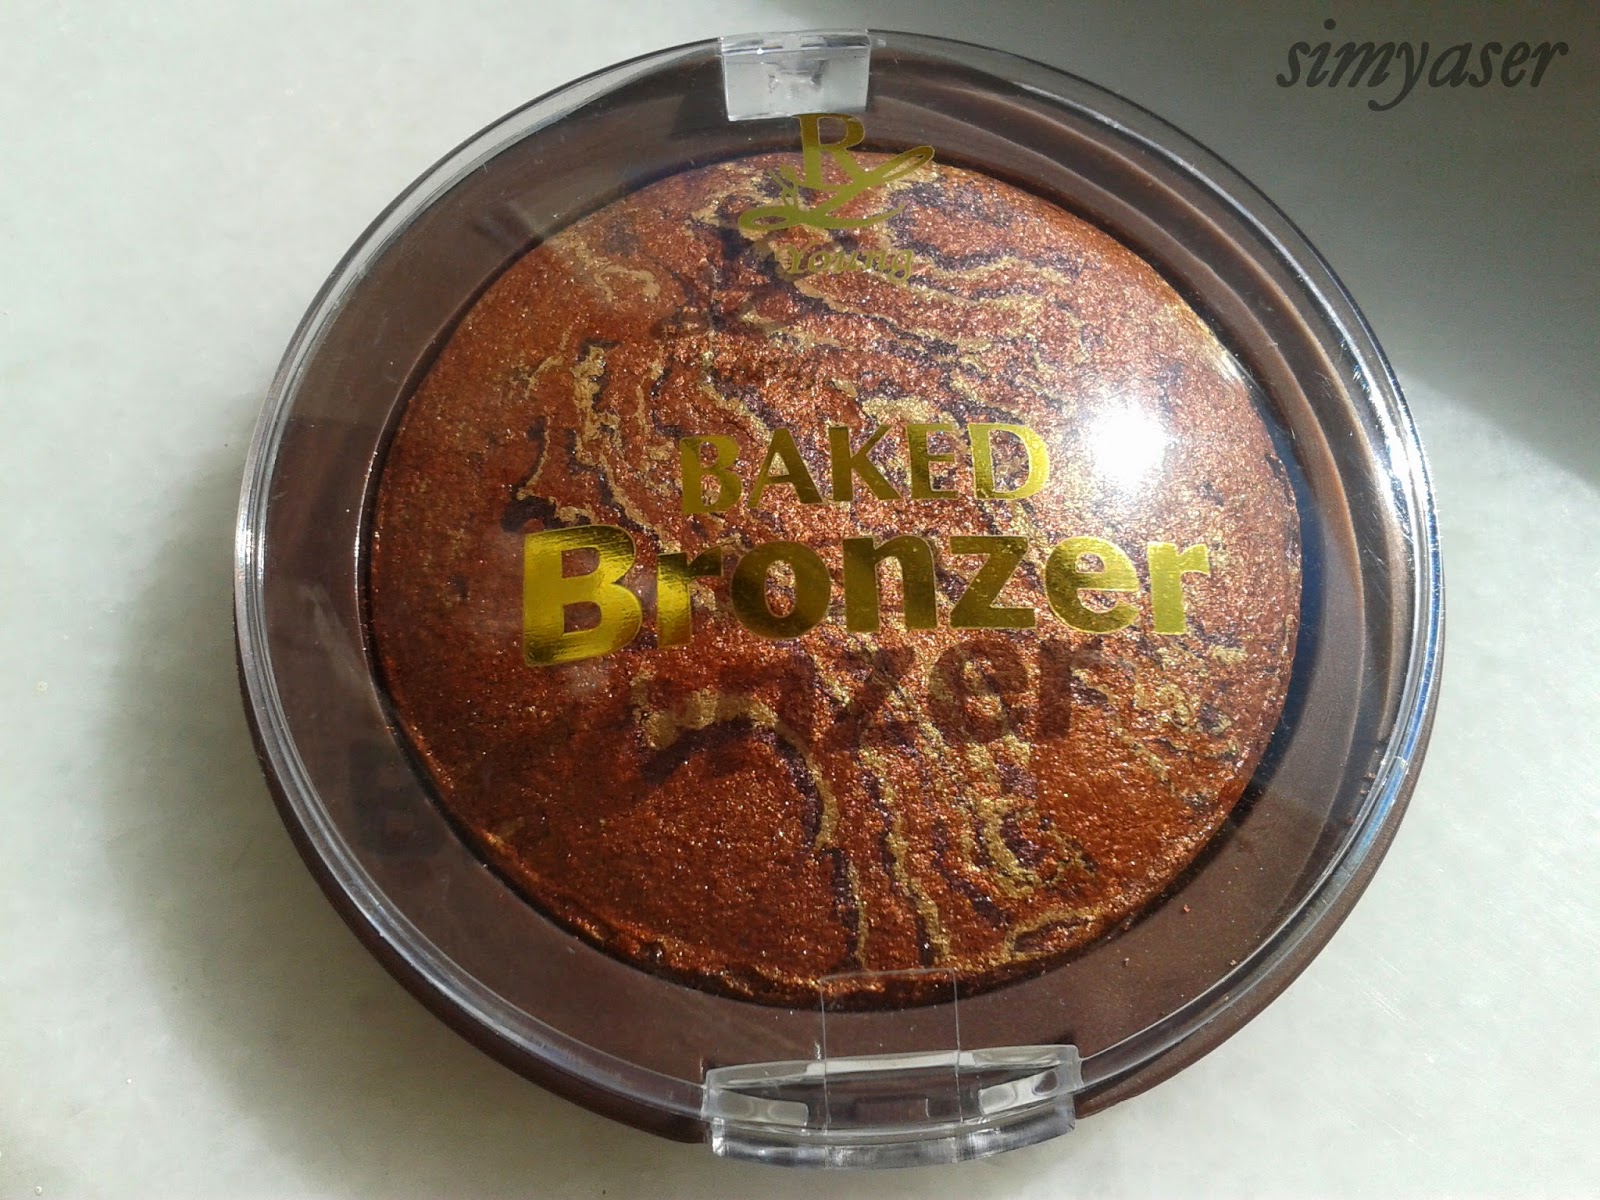 simyaser
RL
Young
BAKED
Bronzer